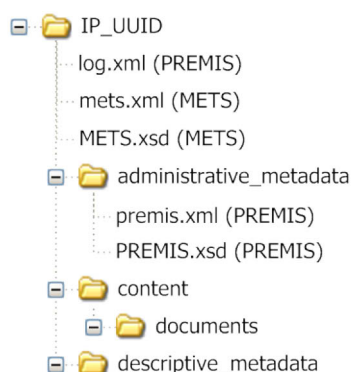 IP_UUID
log.xml (PREMIS)
mets.xml (METS)
METS.xsd (METS)
administrative_metadata
premis.xml (PREMIS)
PREMIS.xsd (PREMIS)
content
documents
descriptive_metadata